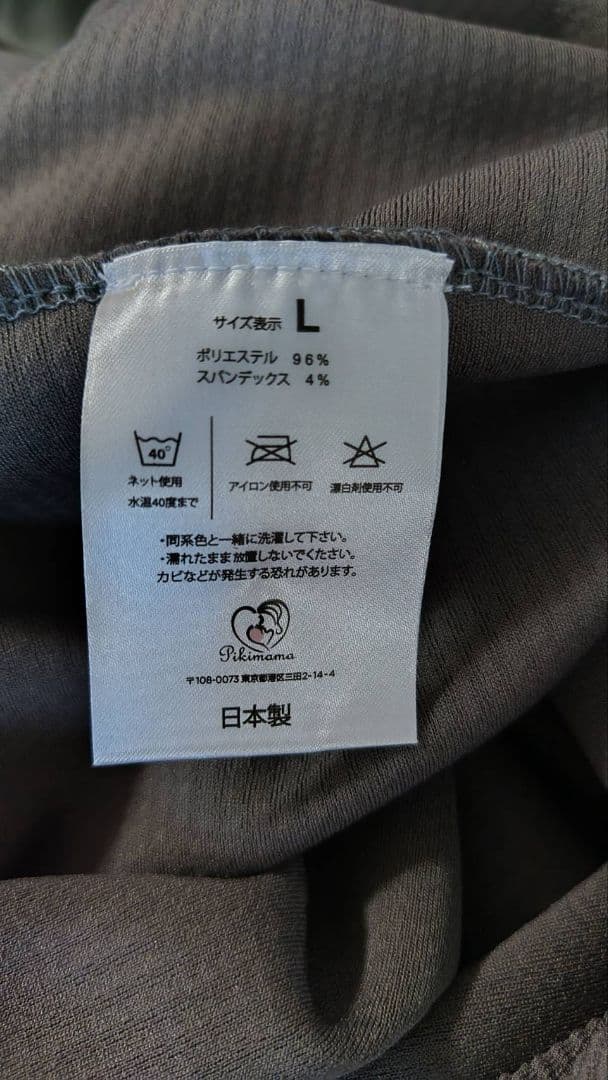 サイズ表示 L
ポリエステル 96%
スパンデックス 4%
40°
ネット使用
水温40度まで
アイロン使用不可
漂白剤使用不可
・同系色と一緒に洗濯して下さい。
・濡れたまま放置しないでください。
カビなどが発生する恐れがあります。
Pikimama
〒108-0073 東京都港区三田2-14-4
日本製